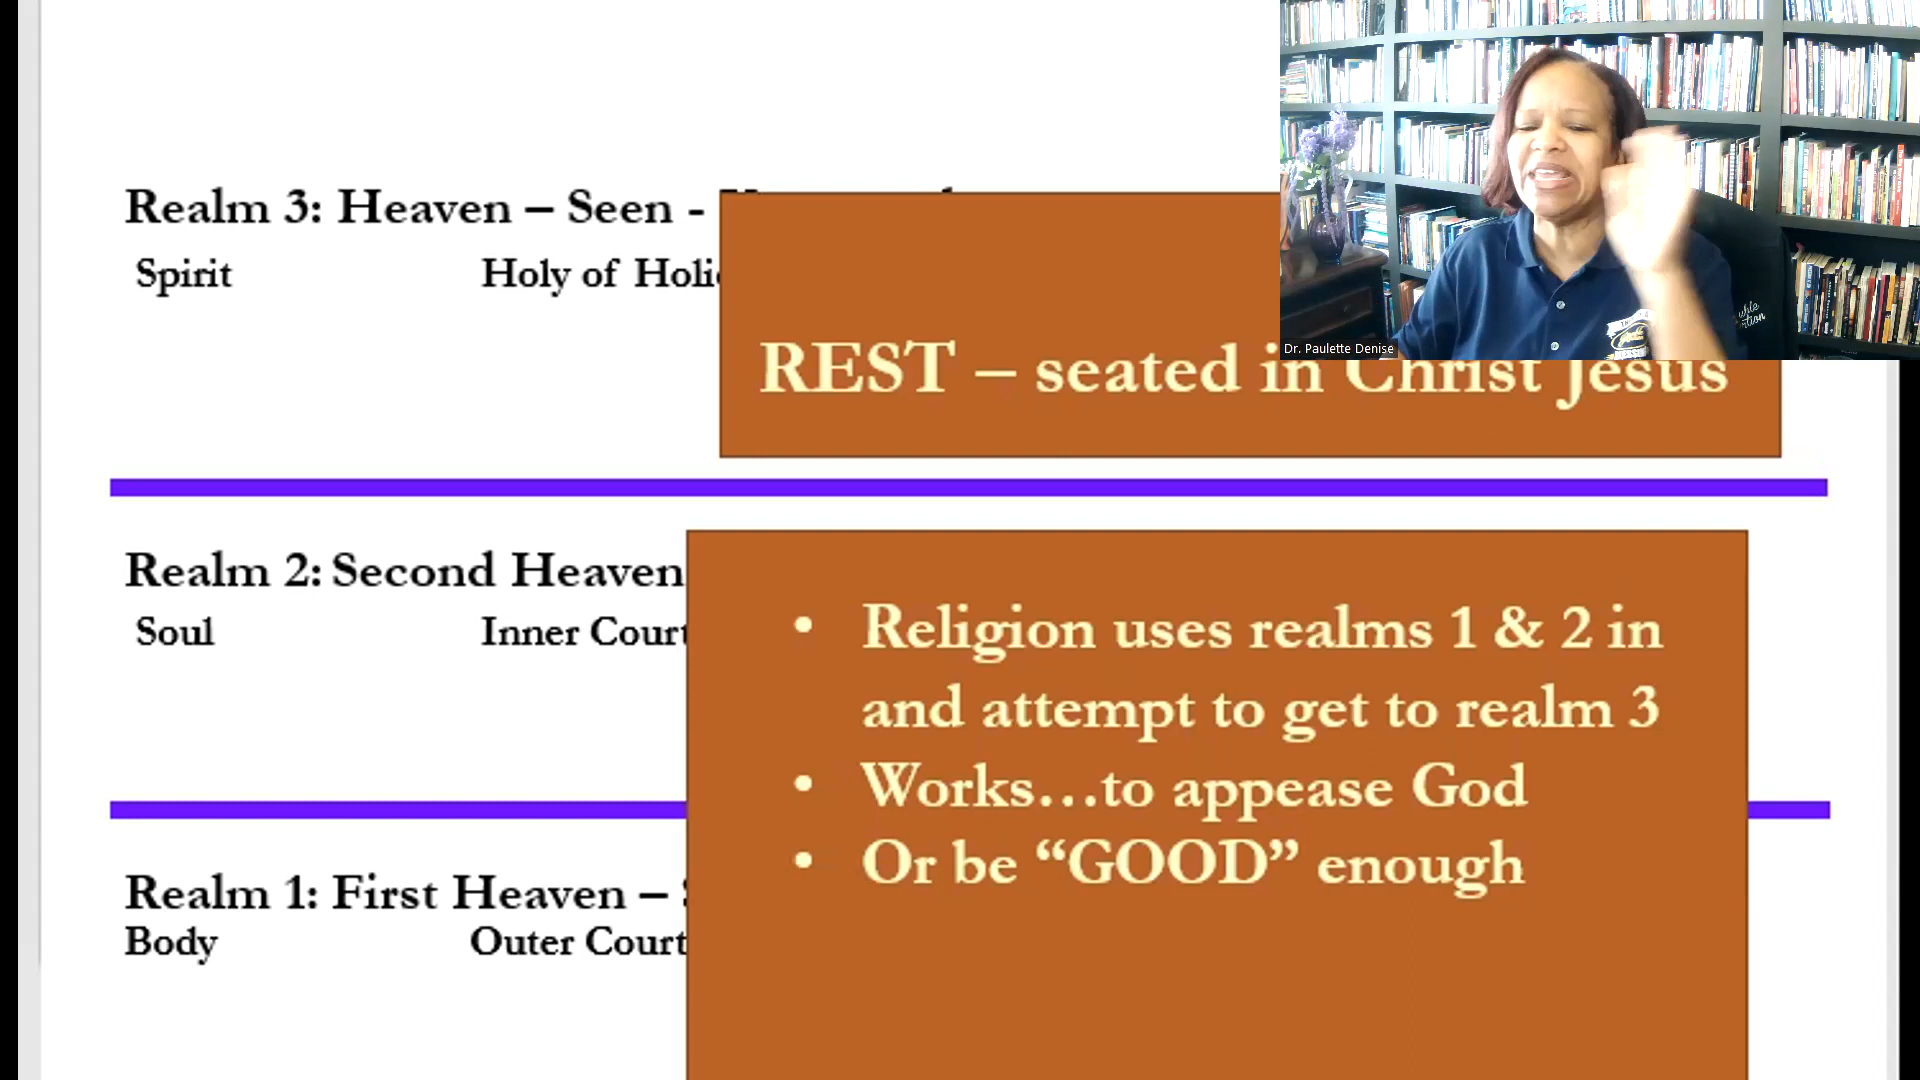 Realm 3: Heaven – Seen -
Spirit Holy of
REST – seated in Christ Jesus
Dr. Paulette Denise
Realm 2: Second Heaven
Soul Inner Court
• Religion uses realms 1 & 2 in
and attempt to get to realm 3
• Works…to appease God
• Or be “GOOD” enough
Realm 1: First Heaven –
Body Outer Court